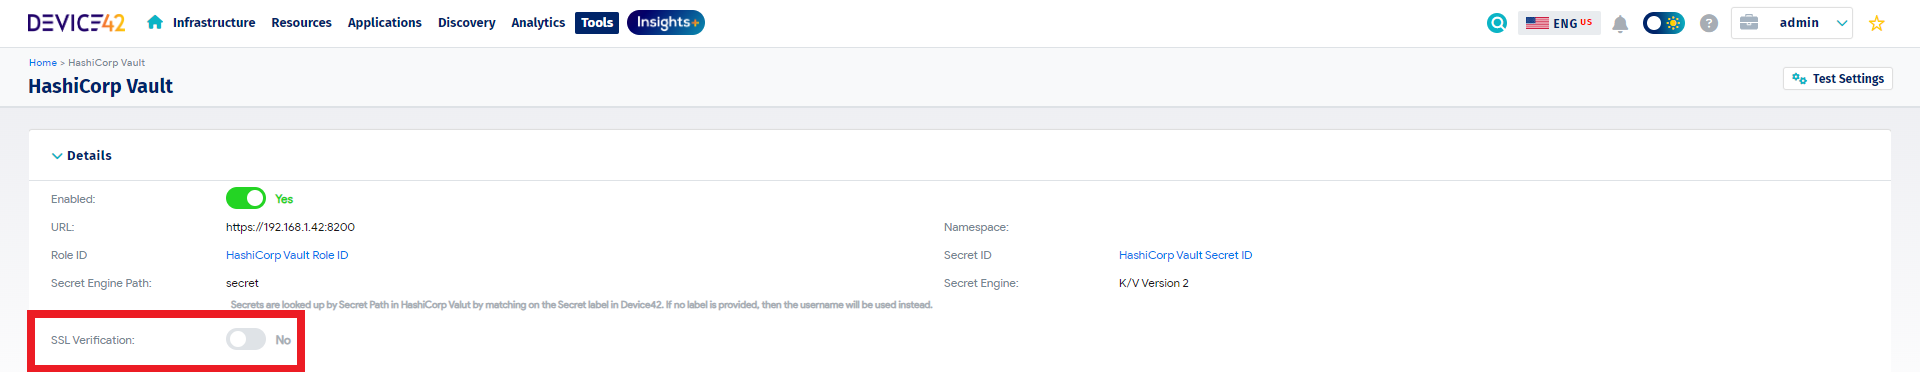 DEVICE42 Infrastructure Resources Applications Discovery Analytics Tools Insights+ ENG US ? admin
Home > HashiCorp Vault
HashiCorp Vault
Test Settings
Details
Enabled: Yes
URL: https://192.168.1.42:8200 Namespace:
Role ID HashiCorp Vault Role ID Secret ID HashiCorp Vault Secret ID
Secret Engine Path: secret Secret Engine: K/V Version 2
Secrets are looked up by Secret Path in HashiCorp Valut by matching on the Secret label in Device42. If no label is provided, then the username will be used instead.
SSL Verification: No